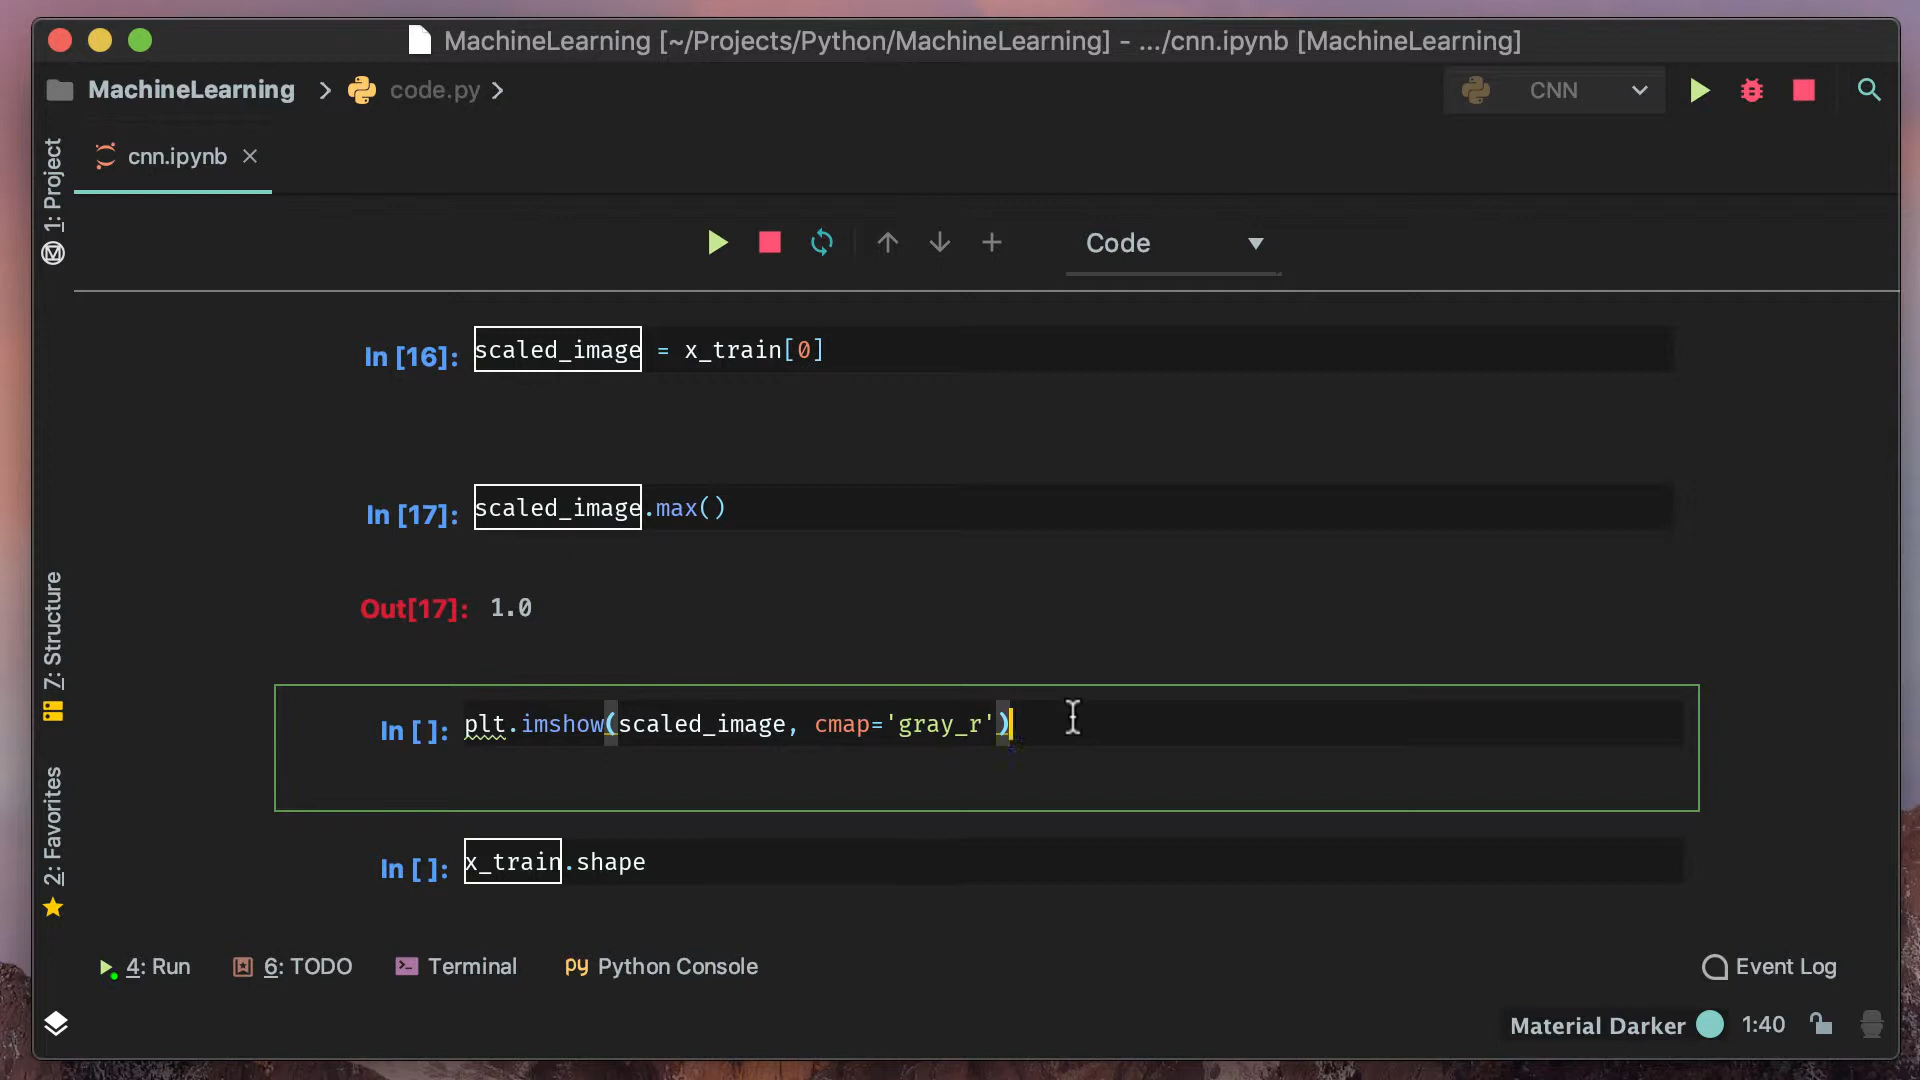 MachineLearning [~/Projects/Python/MachineLearning] - .../cnn.ipynb [MachineLearning]
MachineLearning > code.py >
CNN
1: Project
cnn.ipynb
Code
In [16]: scaled_image = x_train[0]
In [17]: scaled_image.max()
Out[17]: 1.0
7: Structure
In [ ]: plt.imshow(scaled_image, cmap='gray_r')
2: Favorites
In [ ]: x_train.shape
4: Run 6: TODO Terminal Python Console Event Log
Material Darker 1:40